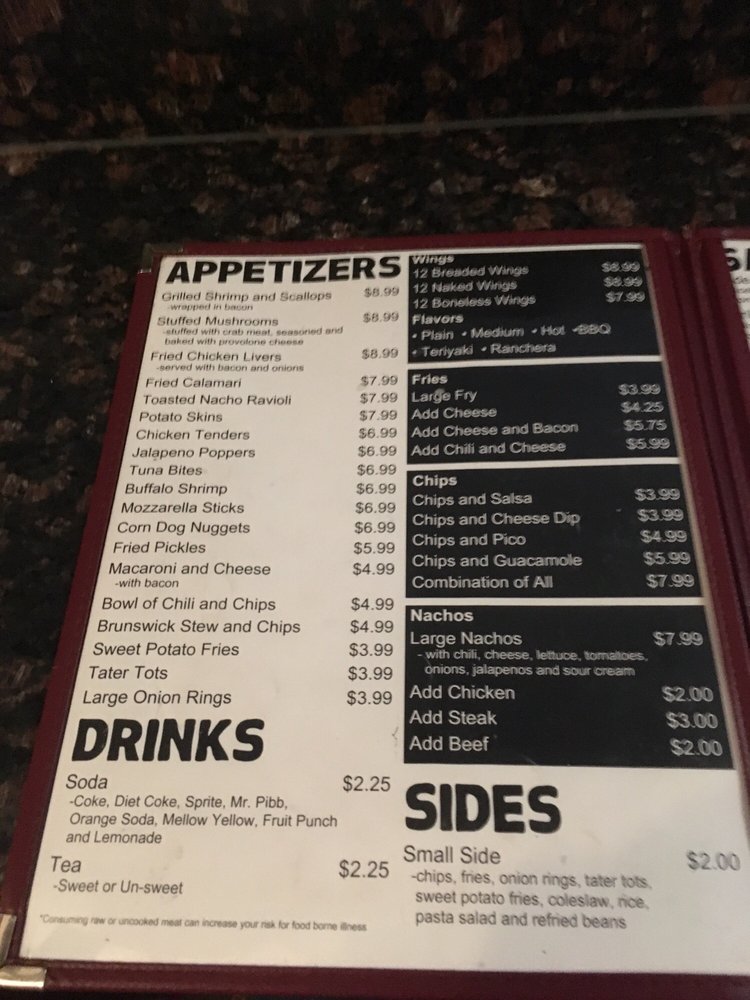 APPETIZERS
Grilled Shrimp and Scallops $8.99
-wrapped in bacon
Stuffed Mushrooms $8.99
-stuffed with crab meat, seasoned and
baked with provolone cheese
Fried Chicken Livers $8.99
-served with bacon and onions
Fried Calamari $7.99
Toasted Nacho Ravioli $7.99
Potato Skins $7.99
Chicken Tenders $6.99
Jalapeno Poppers $6.99
Tuna Bites $6.99
Buffalo Shrimp $6.99
Mozzarella Sticks $6.99
Corn Dog Nuggets $6.99
Fried Pickles $5.99
Macaroni and Cheese $4.99
-with bacon
Bowl of Chili and Chips $4.99
Brunswick Stew and Chips $4.99
Sweet Potato Fries $3.99
Tater Tots $3.99
Large Onion Rings $3.99
DRINKS
Soda $2.25
-Coke, Diet Coke, Sprite, Mr. Pibb,
Orange Soda, Mellow Yellow, Fruit Punch
and Lemonade
Tea $2.25
-Sweet or Un-sweet
*Consuming raw or uncooked meat can increase your risk for food borne illness
Wings
12 Breaded Wings $8.99
12 Naked Wings $8.99
12 Boneless Wings $7.99
Flavors
• Plain • Medium • Hot • BBQ
• Teriyaki • Ranchera
Fries
Large Fry $3.99
Add Cheese $4.25
Add Cheese and Bacon $5.75
Add Chili and Cheese $5.99
Chips
Chips and Salsa $3.99
Chips and Cheese Dip $3.99
Chips and Pico $4.99
Chips and Guacamole $5.99
Combination of All $7.99
Nachos
Large Nachos $7.99
- with chili, cheese, lettuce, tomatoes,
onions, jalapenos and sour cream
Add Chicken $2.00
Add Steak $3.00
Add Beef $2.00
SIDES
Small Side $2.00
-chips, fries, onion rings, tater tots,
sweet potato fries, coleslaw, rice,
pasta salad and refried beans